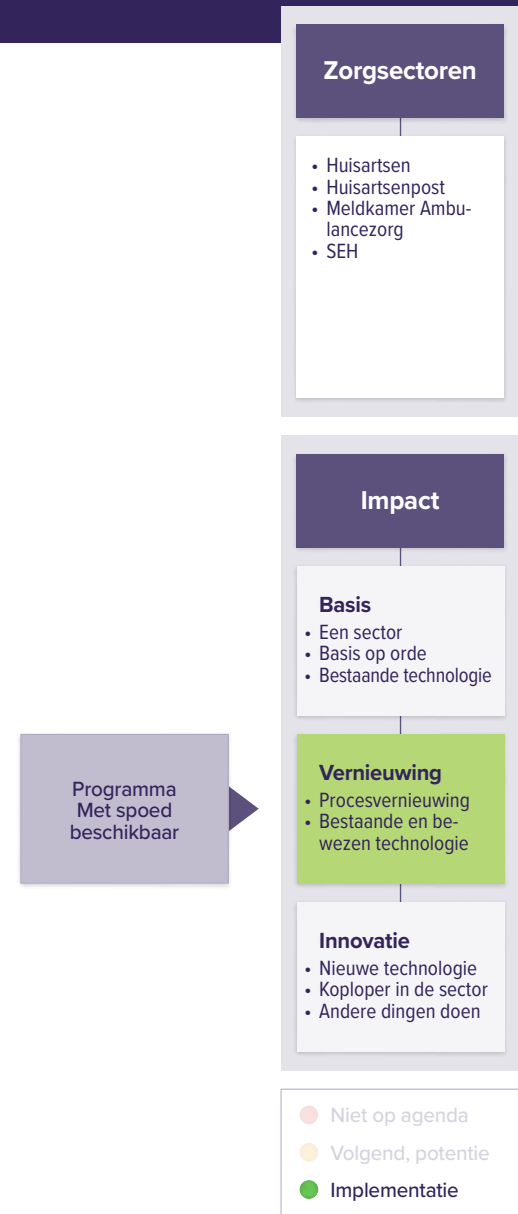 Zorgsectoren
• Huisartsen
• Huisartsenpost
• Meldkamer Ambu-
lancezorg
• SEH
Impact
Basis
• Een sector
• Basis op orde
• Bestaande technologie
Programma
Met spoed
beschikbaar
Vernieuwing
• Procesvernieuwing
• Bestaande en be-
wezen technologie
Innovatie
• Nieuwe technologie
• Koploper in de sector
• Andere dingen doen
Niet op agenda
Volgend, potentie
Implementatie